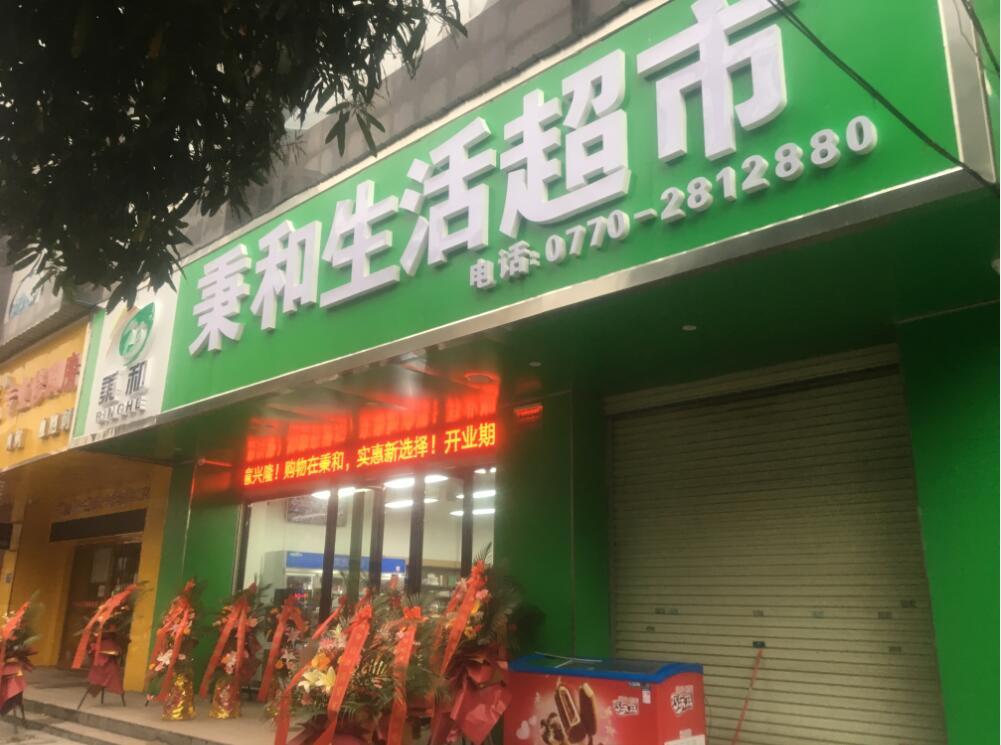 秉和生活超市
电话:0770-2812880
秉和
BINGHE
赢兴隆！购物在秉和，实惠新选择！开业期